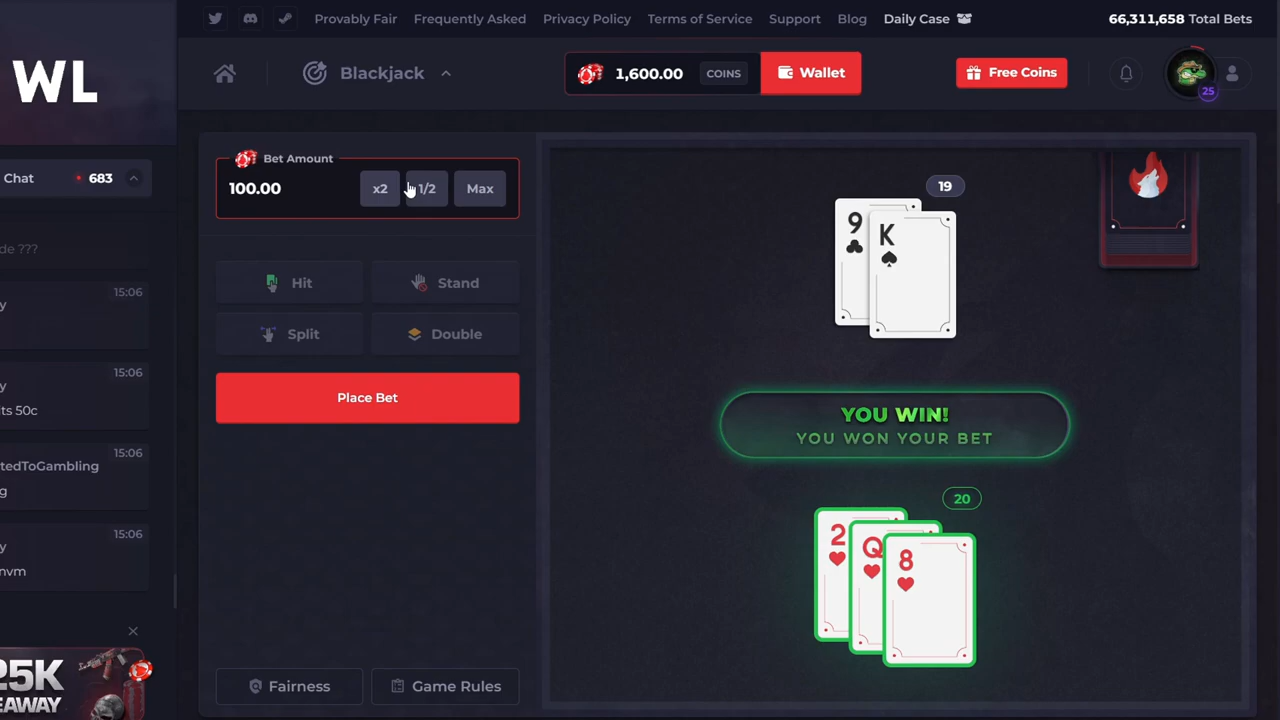 Provably Fair Frequently Asked Privacy Policy Terms of Service Support Blog Daily Case 66,311,658 Total Bets
WL
Blackjack 1,600.00 COINS Wallet Free Coins
25
Chat 683
Bet Amount
100.00 x2 1/2 Max
de ???
Hit Stand
Split Double
Place Bet
y 15:06
y 15:06
ts 50c
15:06
tedToGambling
g
y 15:06
nvm
25K
EAWAY
Fairness Game Rules
19
9 K
YOU WIN!
YOU WON YOUR BET
20
2 Q 8